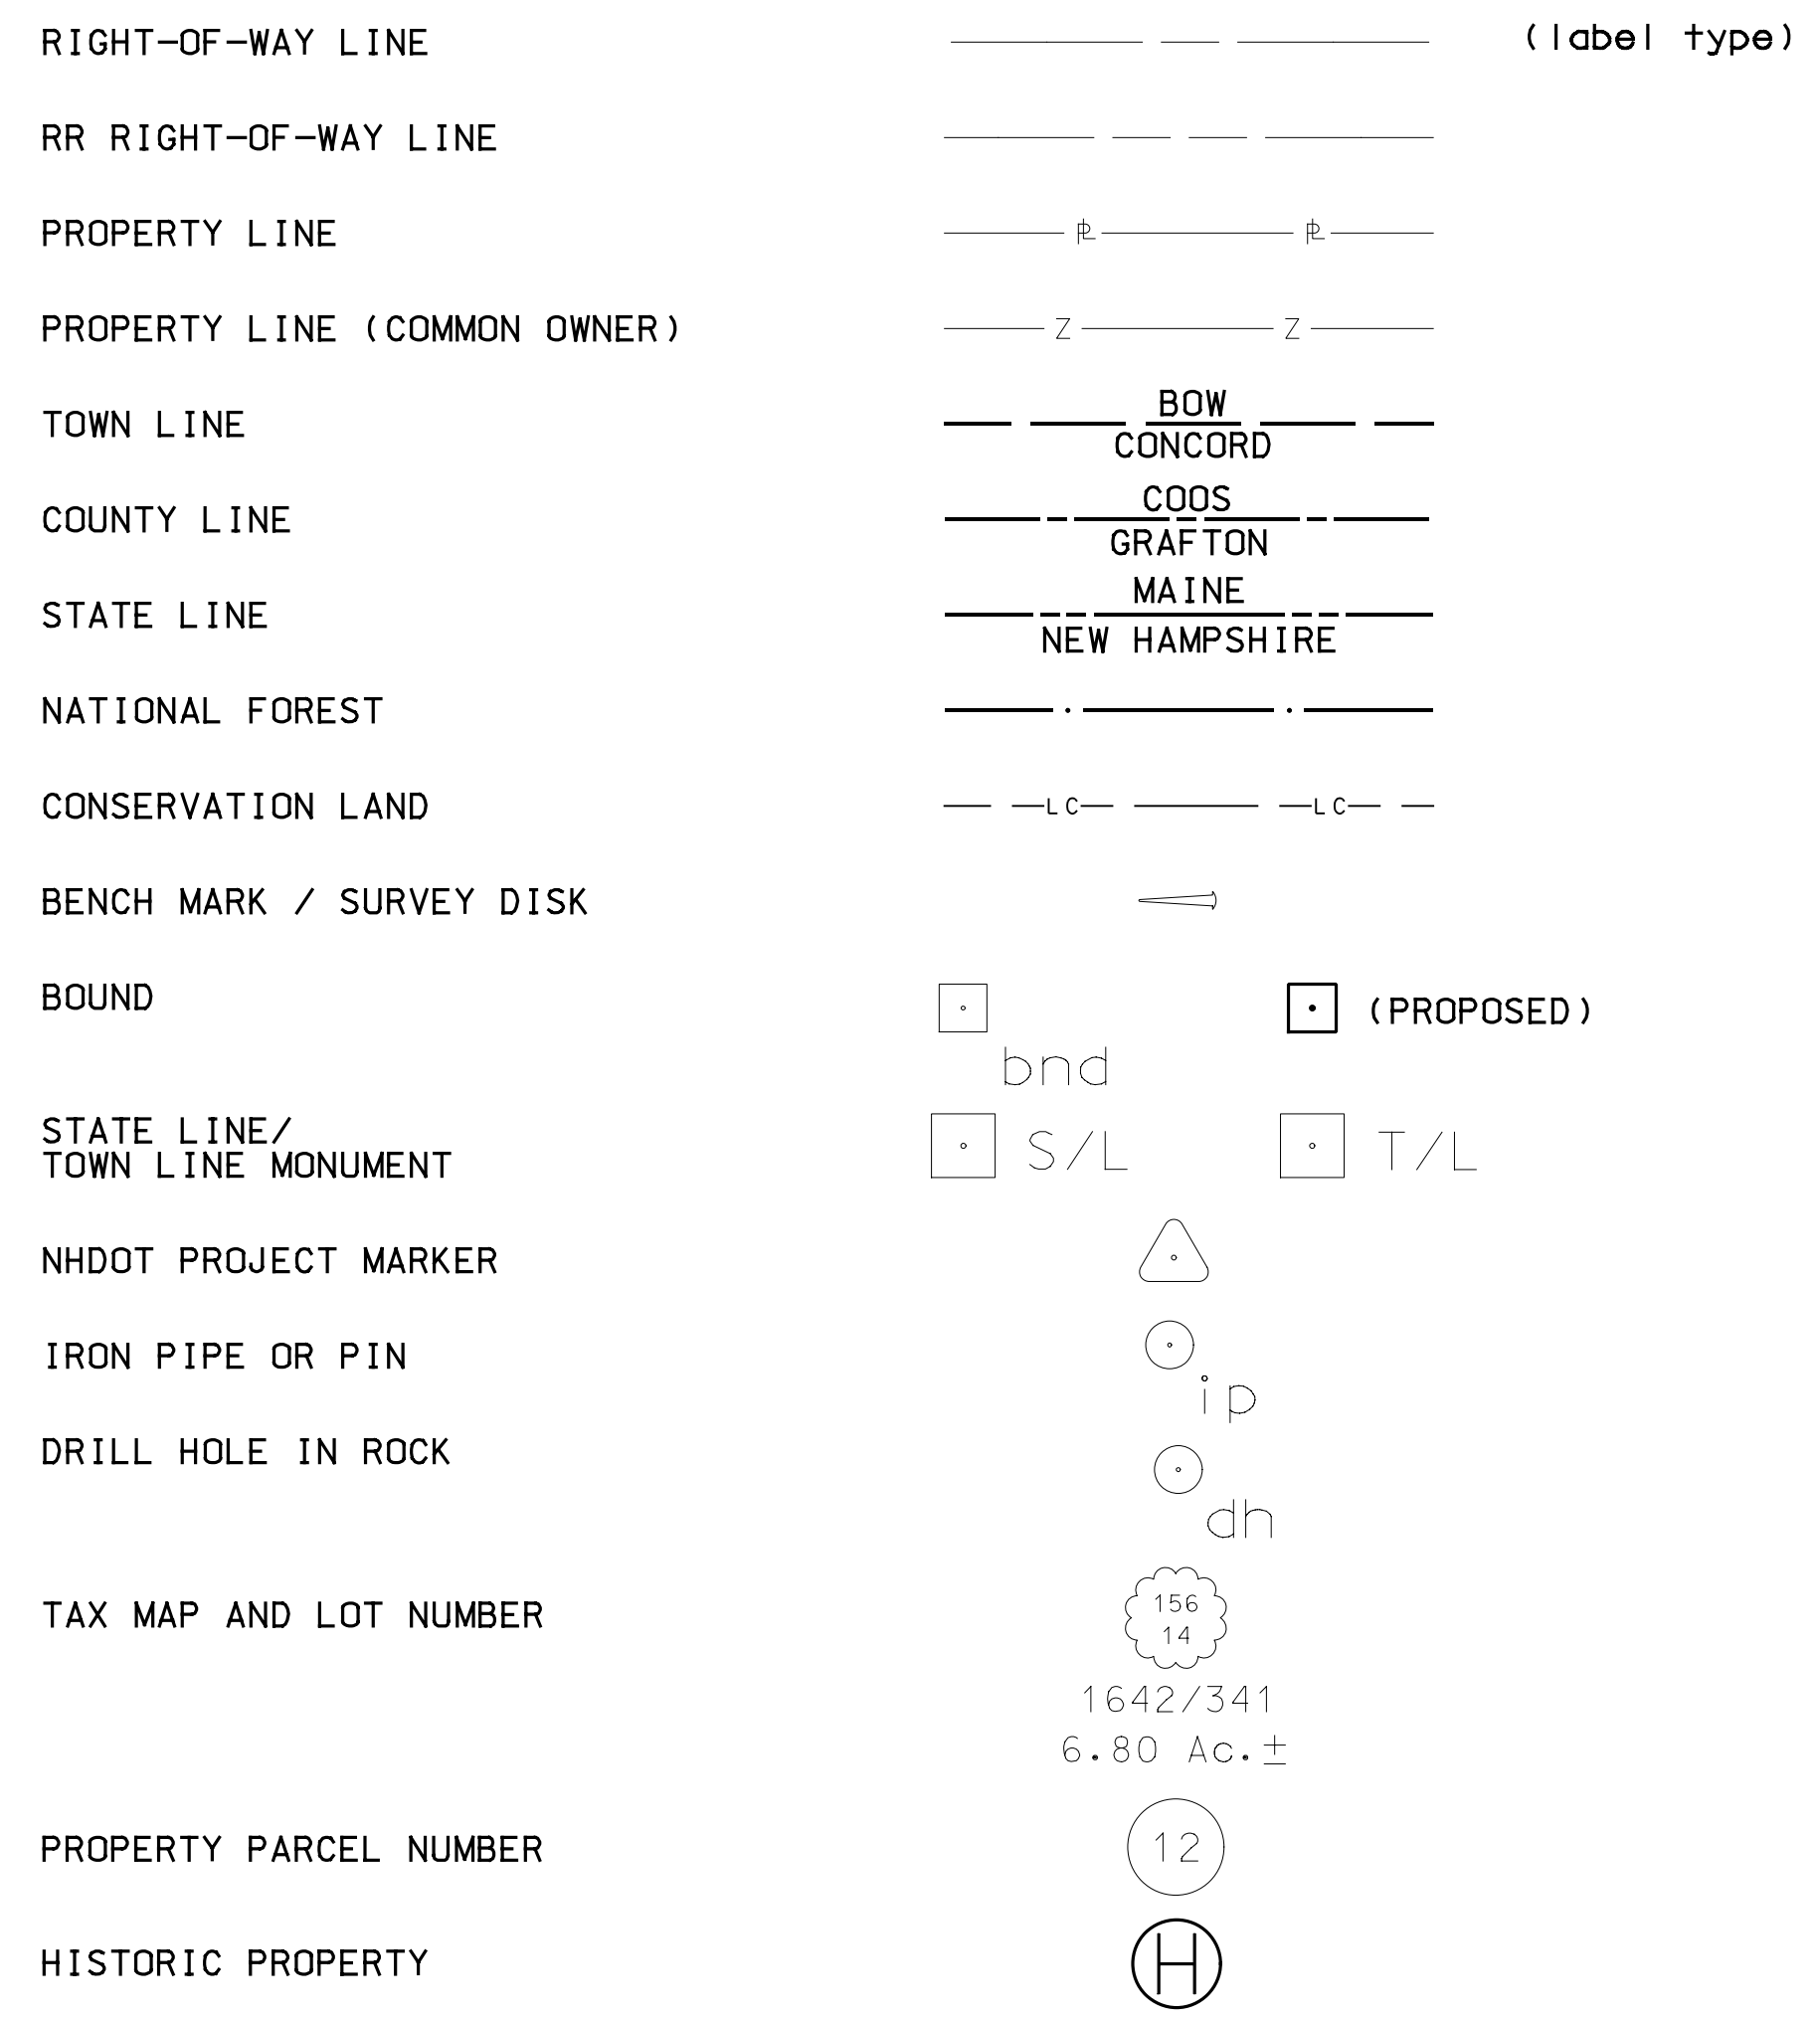 RIGHT-OF-WAY LINE (label type)
RR RIGHT-OF-WAY LINE
PROPERTY LINE ⅊ ⅊
PROPERTY LINE (COMMON OWNER) Z Z
TOWN LINE BOW
CONCORD
COUNTY LINE COOS
GRAFTON
STATE LINE MAINE
NEW HAMPSHIRE
NATIONAL FOREST
CONSERVATION LAND LC LC
BENCH MARK / SURVEY DISK
BOUND (PROPOSED)
bnd
STATE LINE/
TOWN LINE MONUMENT S/L T/L
NHDOT PROJECT MARKER
IRON PIPE OR PIN
ip
DRILL HOLE IN ROCK
dh
TAX MAP AND LOT NUMBER 156
14
1642/341
6.80 Ac.±
PROPERTY PARCEL NUMBER 12
HISTORIC PROPERTY H